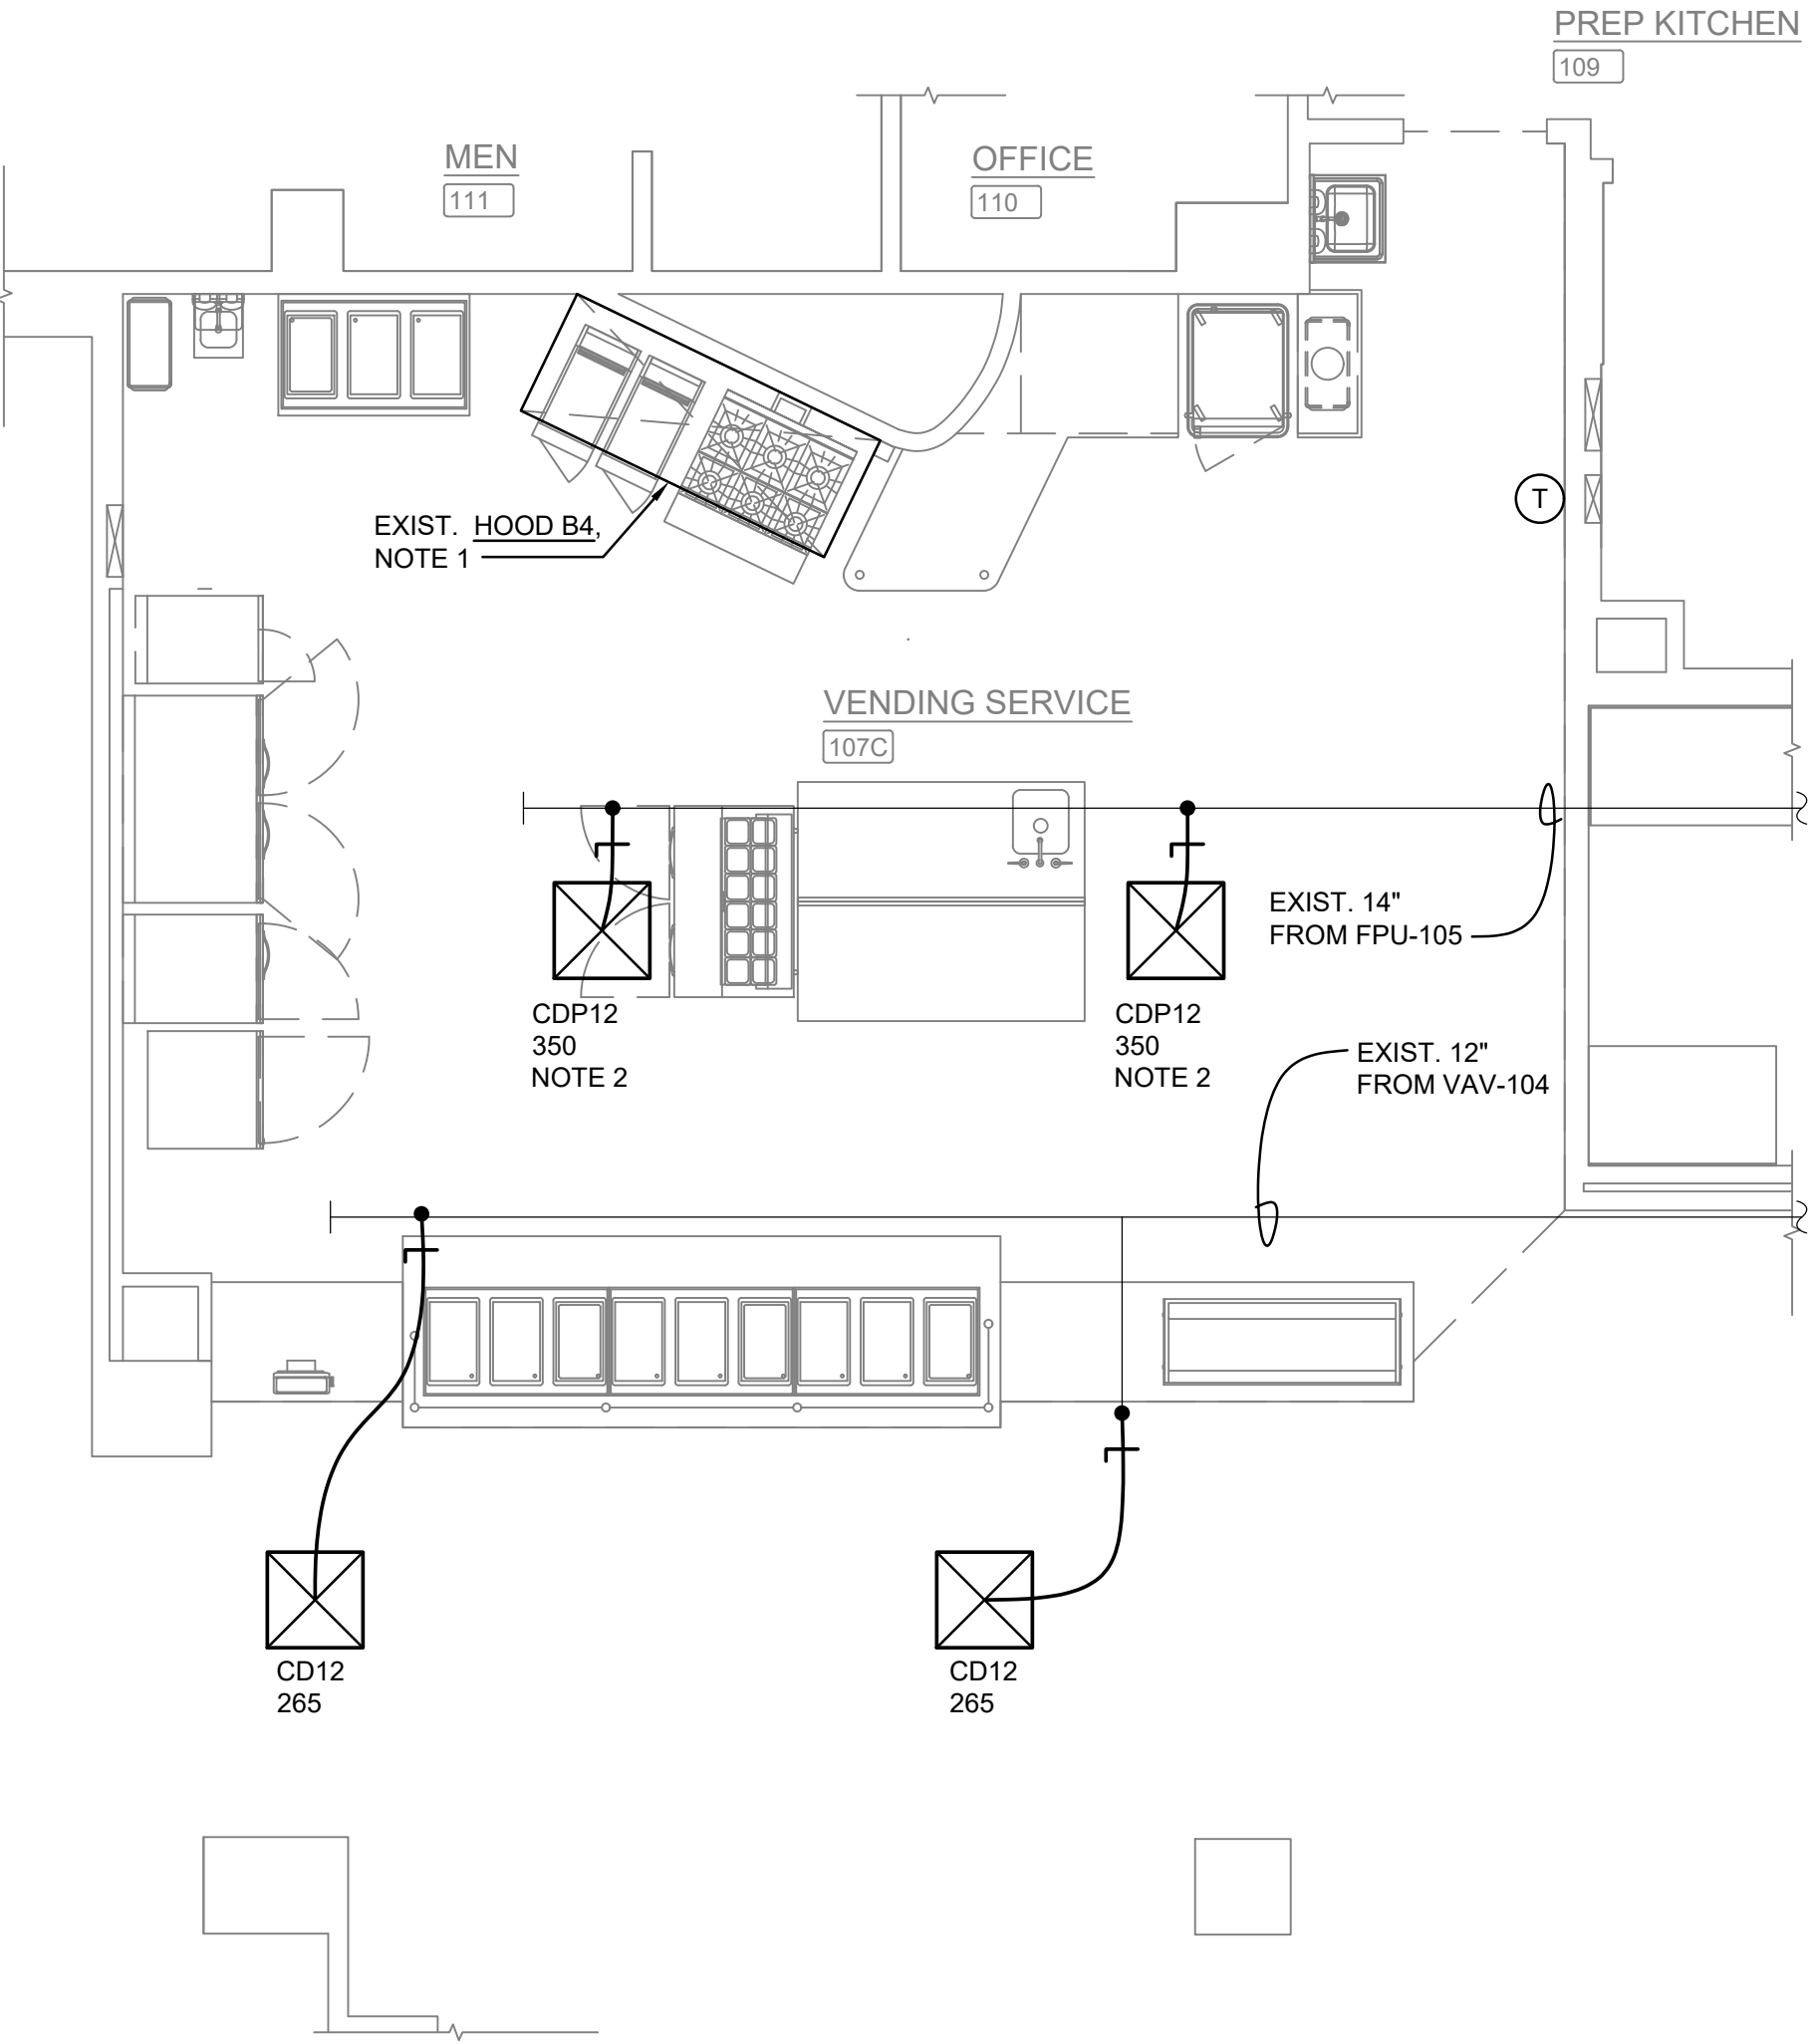 PREP KITCHEN
109
MEN
111
OFFICE
110
EXIST. HOOD B4,
NOTE 1
T
VENDING SERVICE
107C
EXIST. 14"
FROM FPU-105
CDP12
350
NOTE 2
CDP12
350
NOTE 2
EXIST. 12"
FROM VAV-104
CD12
265
CD12
265